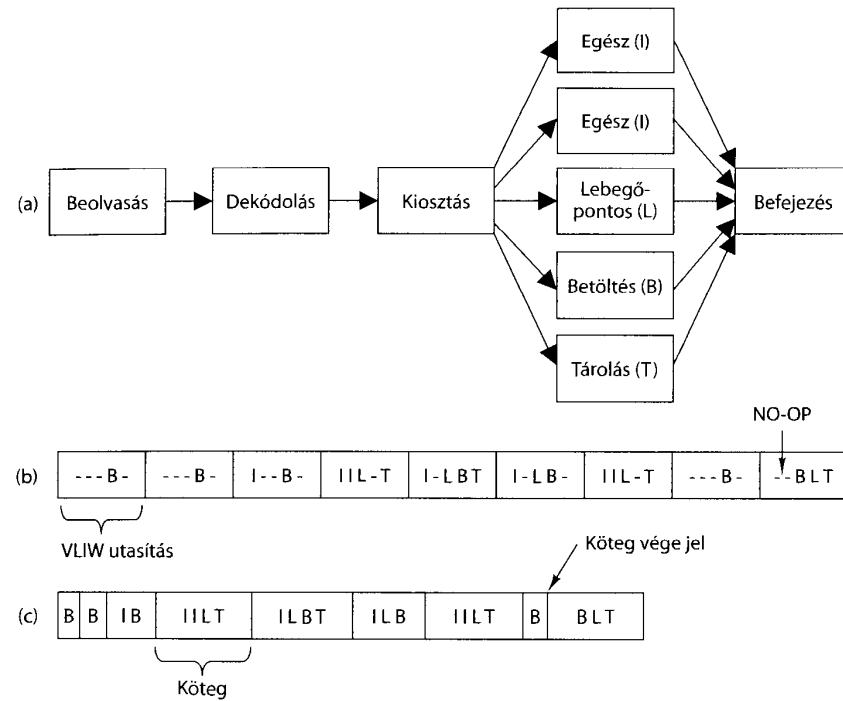 Egész (I)
Egész (I)
(a) Beolvasás Dekódolás Kiosztás Lebegő-
pontos (L) Befejezés
Betöltés (B)
Tárolás (T)
NO-OP
(b) - - - B - - - - B - I - - B - I I L - T I - L B T I - L B - I I L - T - - - B - - - B L T
VLIW utasítás
Köteg vége jel
(c) B B I B I I L T I L B T I L B I I L T B B L T
Köteg